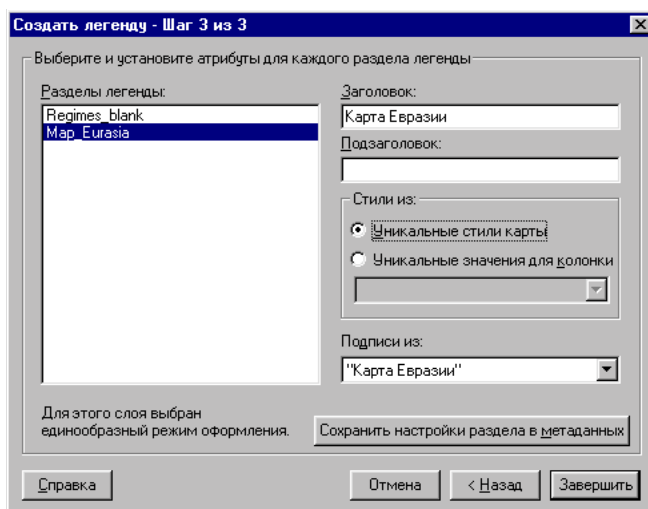 Создать легенду - Шаг 3 из 3
Выберите и установите атрибуты для каждого раздела легенды
Разделы легенды:
Regimes_blank
Map_Eurasia
Заголовок:
Карта Евразии
Подзаголовок:
Стили из:
Уникальные стили карты
Уникальные значения для колонки
Подписи из:
"Карта Евразии"
Для этого слоя выбран
единообразный режим оформления.
Сохранить настройки раздела в метаданных
Справка
Отмена
< Назад
Завершить